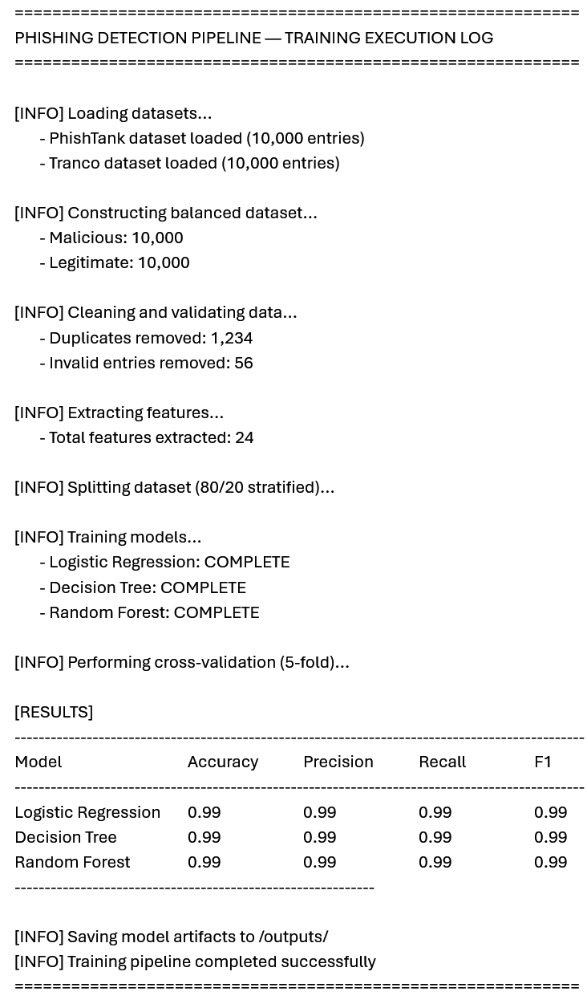 ============================================================
PHISHING DETECTION PIPELINE — TRAINING EXECUTION LOG
============================================================
[INFO] Loading datasets...
- PhishTank dataset loaded (10,000 entries)
- Tranco dataset loaded (10,000 entries)
[INFO] Constructing balanced dataset...
- Malicious: 10,000
- Legitimate: 10,000
[INFO] Cleaning and validating data...
- Duplicates removed: 1,234
- Invalid entries removed: 56
[INFO] Extracting features...
- Total features extracted: 24
[INFO] Splitting dataset (80/20 stratified)...
[INFO] Training models...
- Logistic Regression: COMPLETE
- Decision Tree: COMPLETE
- Random Forest: COMPLETE
[INFO] Performing cross-validation (5-fold)...
[RESULTS]
-----------------------------------------------------------------------------------------------
Model Accuracy Precision Recall F1
-----------------------------------------------------------------------------------------------
Logistic Regression 0.99 0.99 0.99 0.99
Decision Tree 0.99 0.99 0.99 0.99
Random Forest 0.99 0.99 0.99 0.99
------------------------------------------------------------
[INFO] Saving model artifacts to /outputs/
[INFO] Training pipeline completed successfully
============================================================